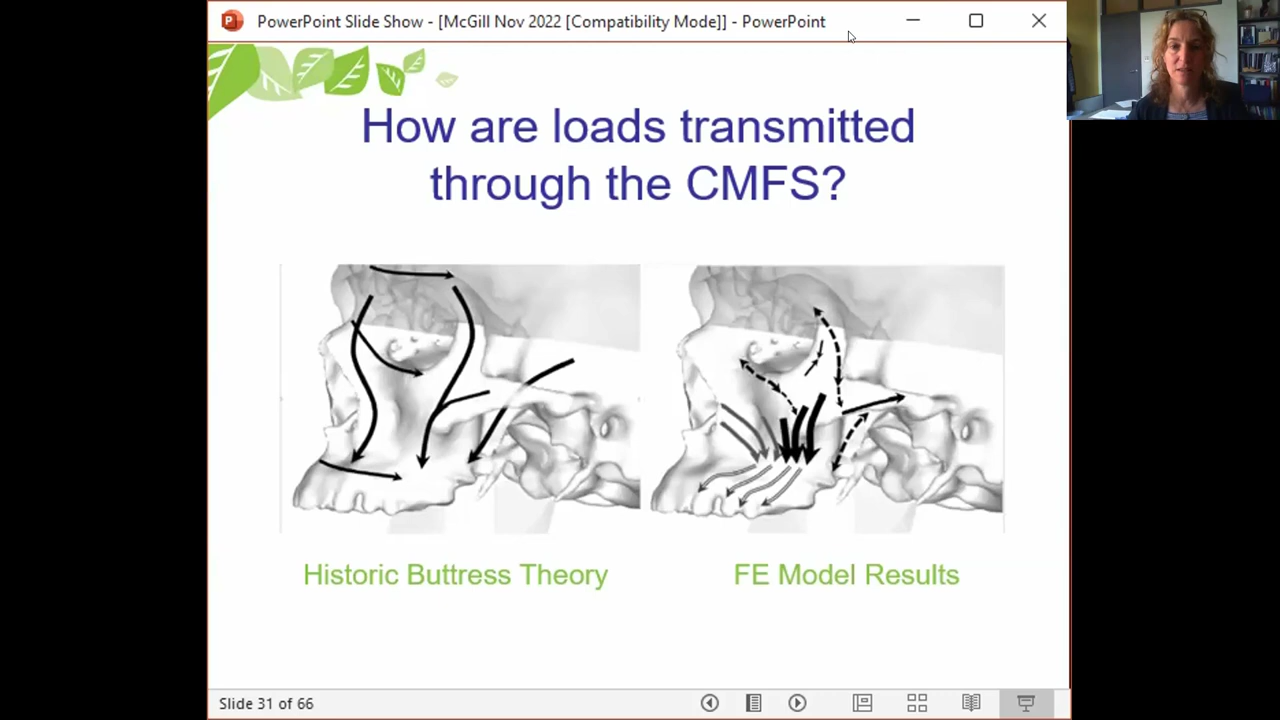 PowerPoint Slide Show - [McGill Nov 2022 [Compatibility Mode]] - PowerPoint
How are loads transmitted
through the CMFS?
Historic Buttress Theory
FE Model Results
Slide 31 of 66